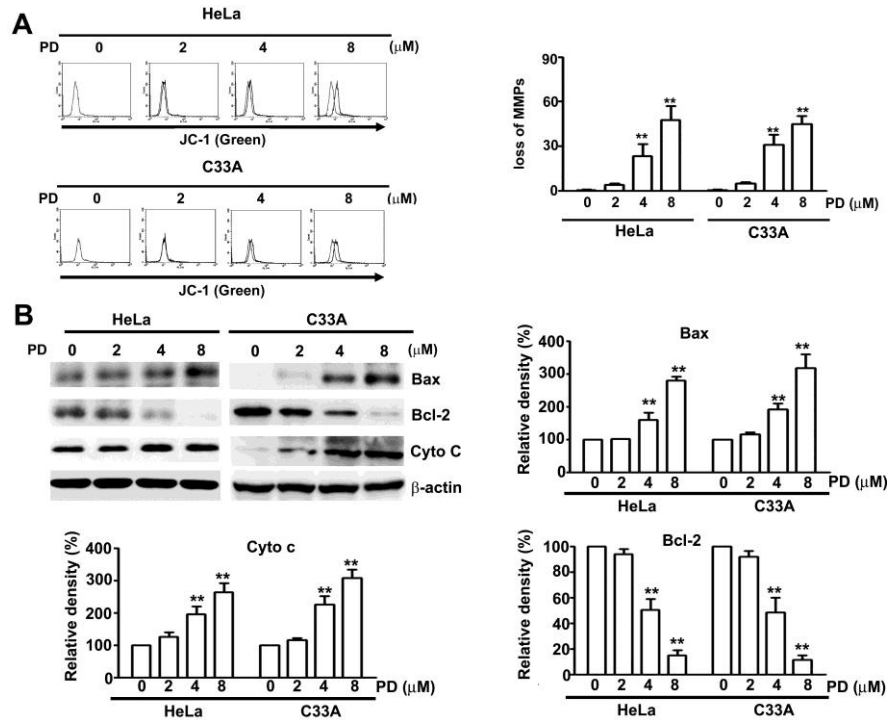 A
HeLa
PD 0 2 4 8 (μM)
JC-1 (Green)
C33A
0 2 4 8
JC-1 (Green)
loss of MMPs
90
60
30
0
** ** ** **
0 2 4 8 0 2 4 8 PD (μM)
HeLa C33A
B
HeLa C33A
PD 0 2 4 8 0 2 4 8 (μM)
Bax
Bcl-2
Cyto C
β-actin
Bax
Relative density (%)
400
300
200
100
0
** ** ** **
0 2 4 8 0 2 4 8 PD (μM)
HeLa C33A
Cyto c
Relative density (%)
400
300
200
100
0
** ** ** **
0 2 4 8 0 2 4 8 PD (μM)
HeLa C33A
Bcl-2
Relative density (%)
100
80
60
40
20
0
** ** ** **
0 2 4 8 0 2 4 8 PD (μM)
HeLa C33A